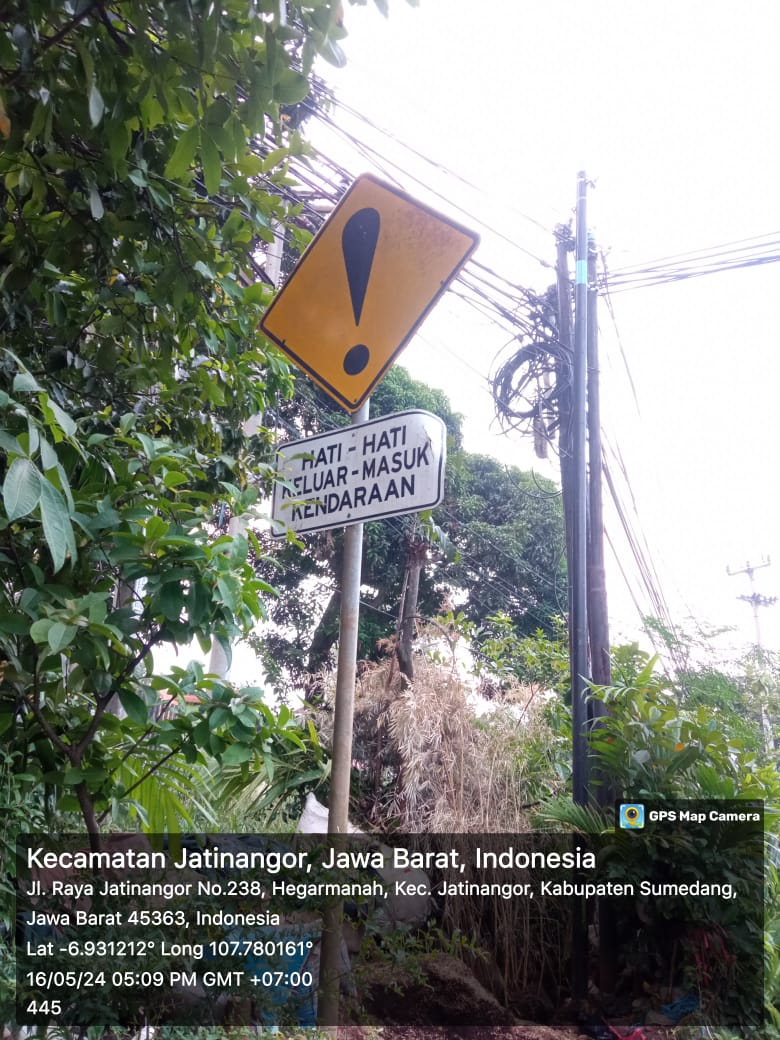 !
HATI - HATI
KELUAR - MASUK
KENDARAAN
GPS Map Camera
Kecamatan Jatinangor, Jawa Barat, Indonesia
Jl. Raya Jatinangor No.238, Hegarmanah, Kec. Jatinangor, Kabupaten Sumedang,
Jawa Barat 45363, Indonesia
Lat -6.931212° Long 107.780161°
16/05/24 05:09 PM GMT +07:00
445